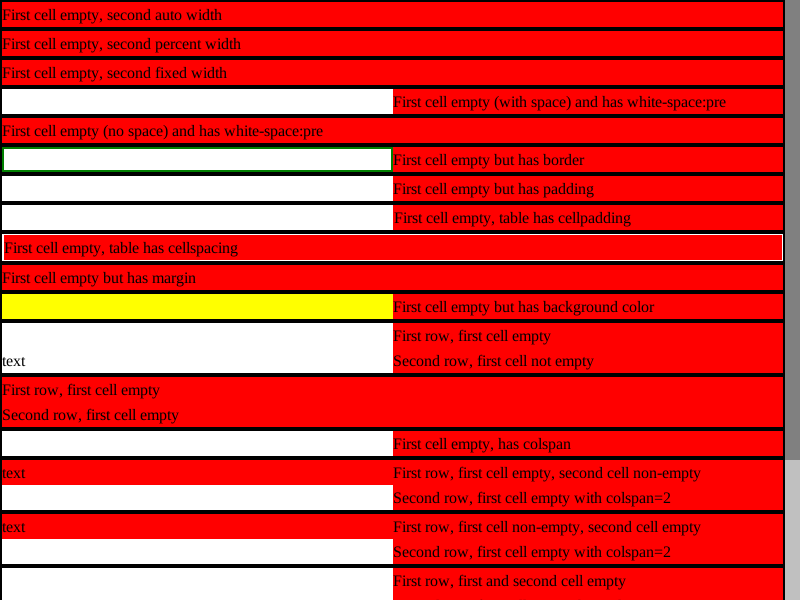 First cell empty, second auto width
First cell empty, second percent width
First cell empty, second fixed width
First cell empty (with space) and has white-space:pre
First cell empty (no space) and has white-space:pre
First cell empty but has border
First cell empty but has padding
First cell empty, table has cellpadding
First cell empty, table has cellspacing
First cell empty but has margin
First cell empty but has background color
First row, first cell empty
text Second row, first cell not empty
First row, first cell empty
Second row, first cell empty
First cell empty, has colspan
text First row, first cell empty, second cell non-empty
Second row, first cell empty with colspan=2
text First row, first cell non-empty, second cell empty
Second row, first cell empty with colspan=2
First row, first and second cell empty